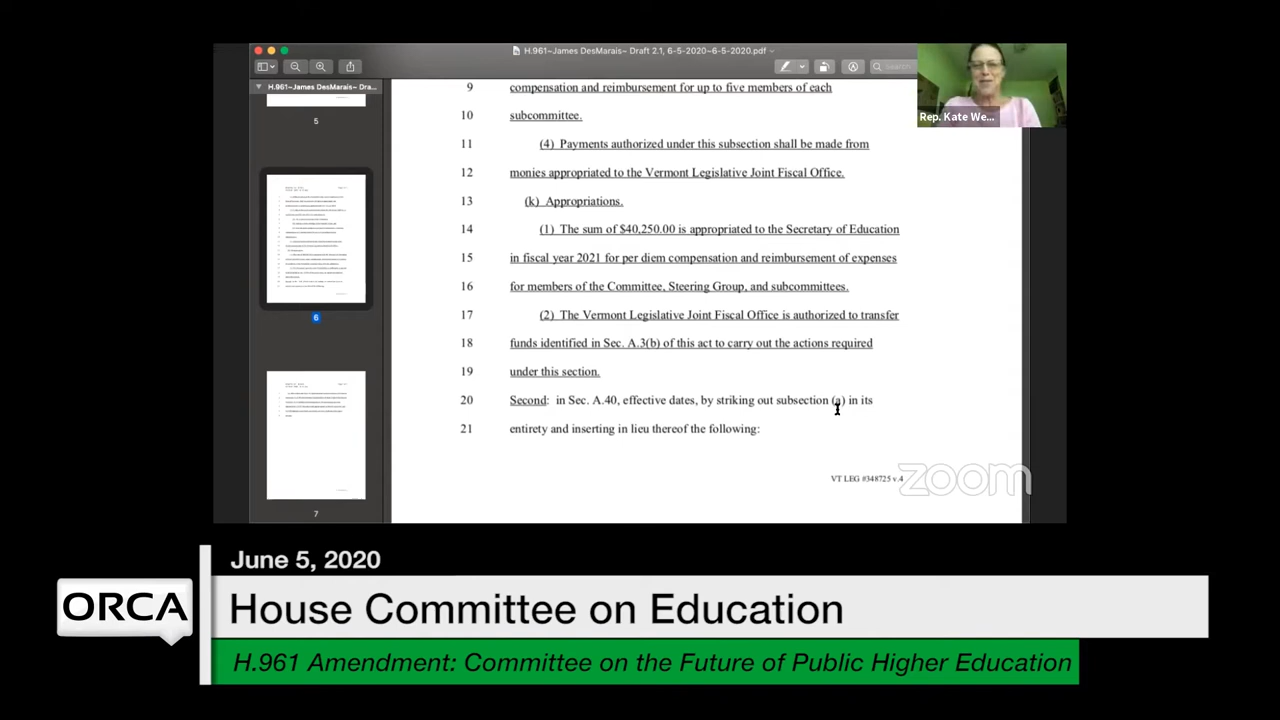 H.961~James DesMarais~ Draft 2.1, 6-5-2020~6-5-2020.pdf
Search
H.961~James DesMarais~ Dra...
5
6
7
9 compensation and reimbursement for up to five members of each
10 subcommittee.
11 (4) Payments authorized under this subsection shall be made from
12 monies appropriated to the Vermont Legislative Joint Fiscal Office.
13 (k) Appropriations.
14 (1) The sum of $40,250.00 is appropriated to the Secretary of Education
15 in fiscal year 2021 for per diem compensation and reimbursement of expenses
16 for members of the Committee, Steering Group, and subcommittees.
17 (2) The Vermont Legislative Joint Fiscal Office is authorized to transfer
18 funds identified in Sec. A.3(b) of this act to carry out the actions required
19 under this section.
20 Second: in Sec. A.40, effective dates, by striking out subsection (a) in its
21 entirety and inserting in lieu thereof the following:
VT LEG #348725 v.4
zoom
Rep. Kate We...
June 5, 2020
ORCA
House Committee on Education
H.961 Amendment: Committee on the Future of Public Higher Education